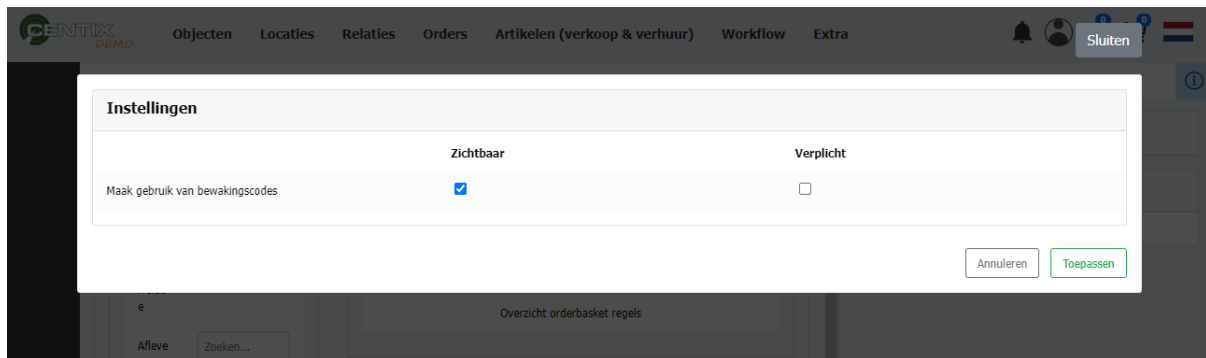 CENTIX
DEMO
Objecten Locaties Relaties Orders Artikelen (verkoop & verhuur) Workflow Extra
0 0
Sluiten
Instellingen
Zichtbaar Verplicht
Maak gebruik van bewakingscodes
Annuleren Toepassen
e
Overzicht orderbasket regels
Afleve Zoeken...